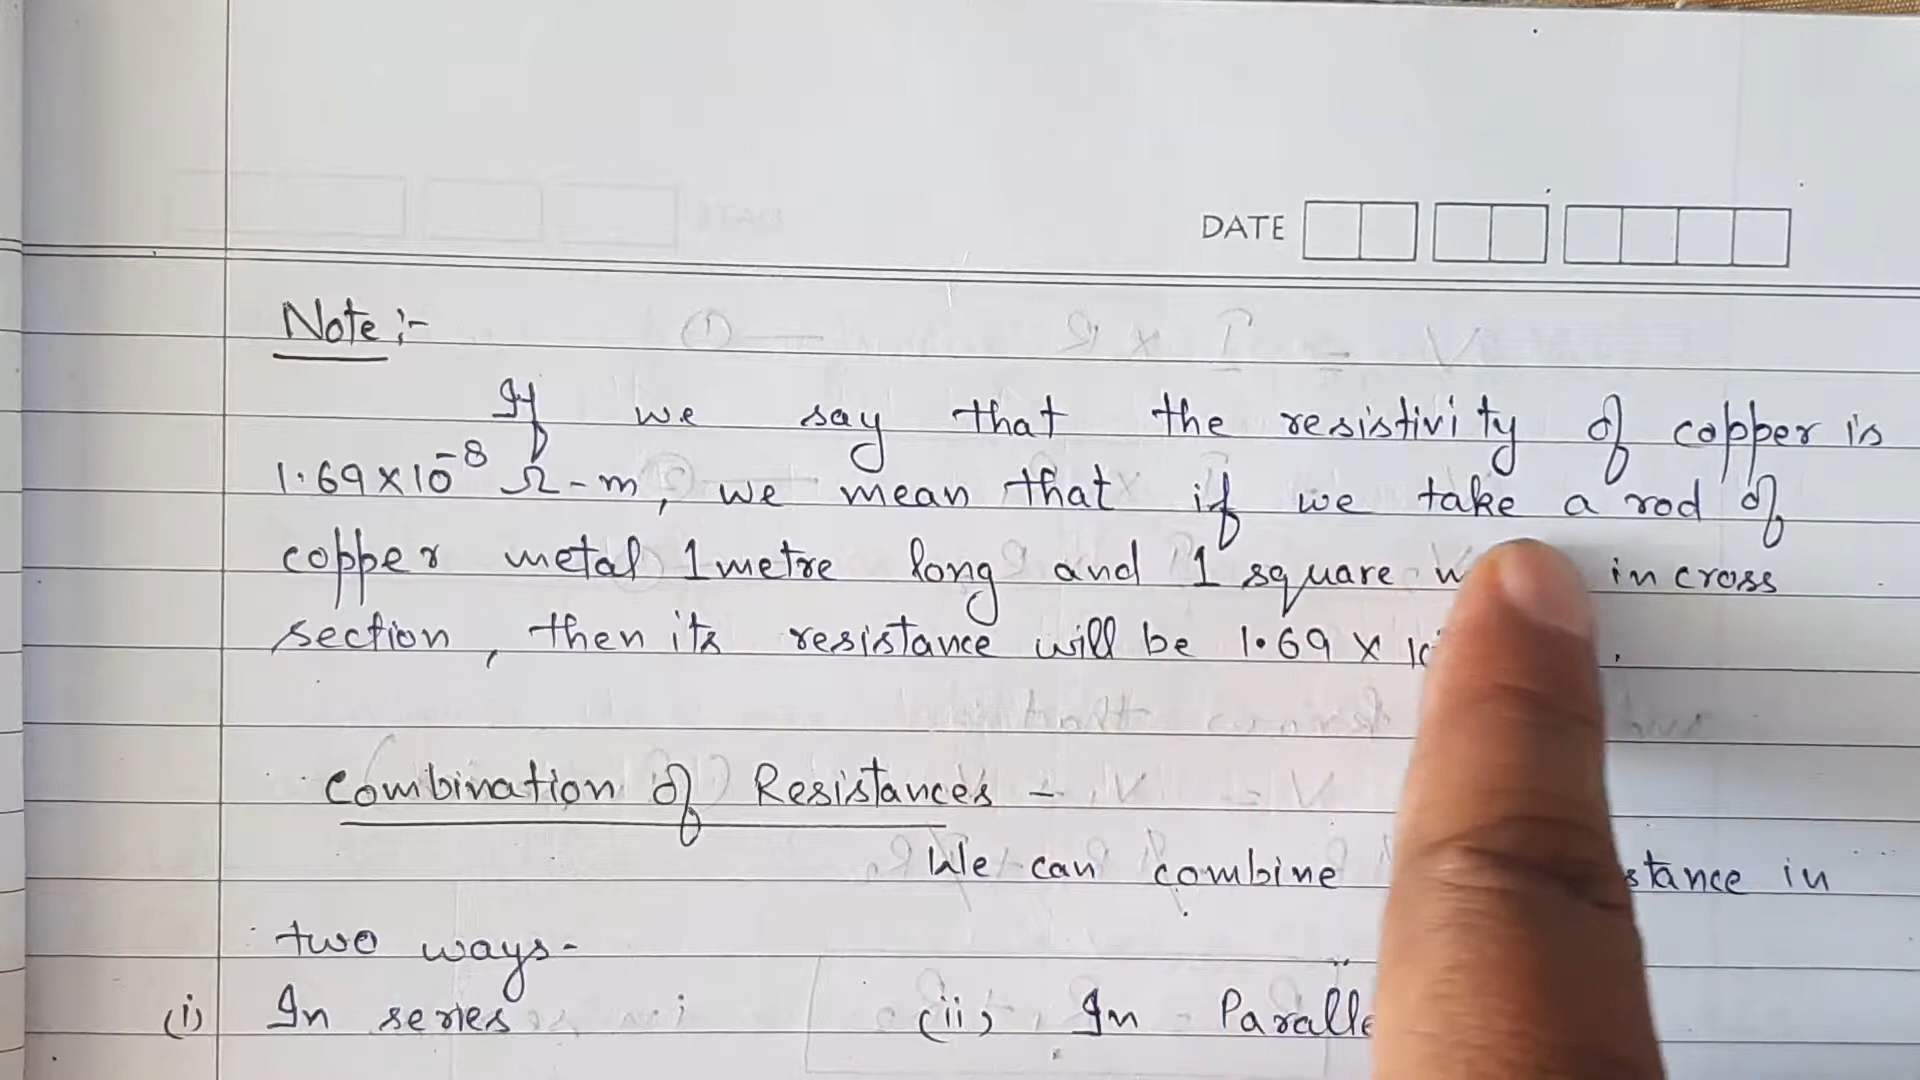 DATE
Note :-
If we say that the resistivity of copper is
1.69×10⁻⁸ Ω-m, we mean that if we take a rod of
copper metal 1 metre long and 1 square in cross
section, then its resistance will be 1.69 ×
Combination of Resistances -
We can combine in
two ways-
(i) In series (ii) In